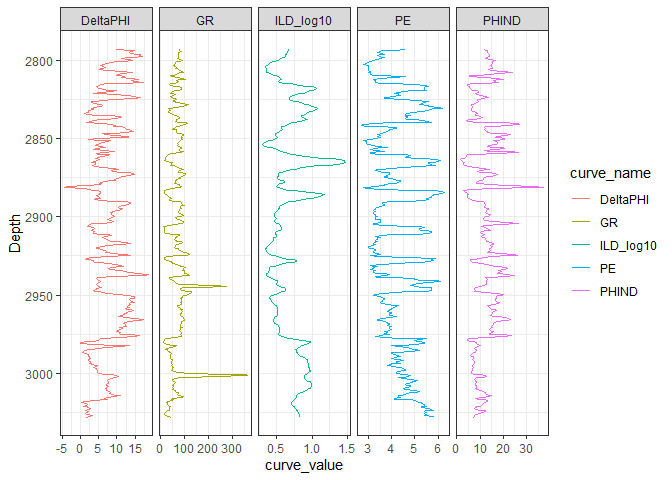 DeltaPHI GR ILD_log10 PE PHIND
2800
2850
2900
2950
3000
Depth
-5 0 5 10 15 0 100 200 300 0.5 1.0 1.5 3 4 5 6 0 10 20 30
curve_value
curve_name
DeltaPHI
GR
ILD_log10
PE
PHIND